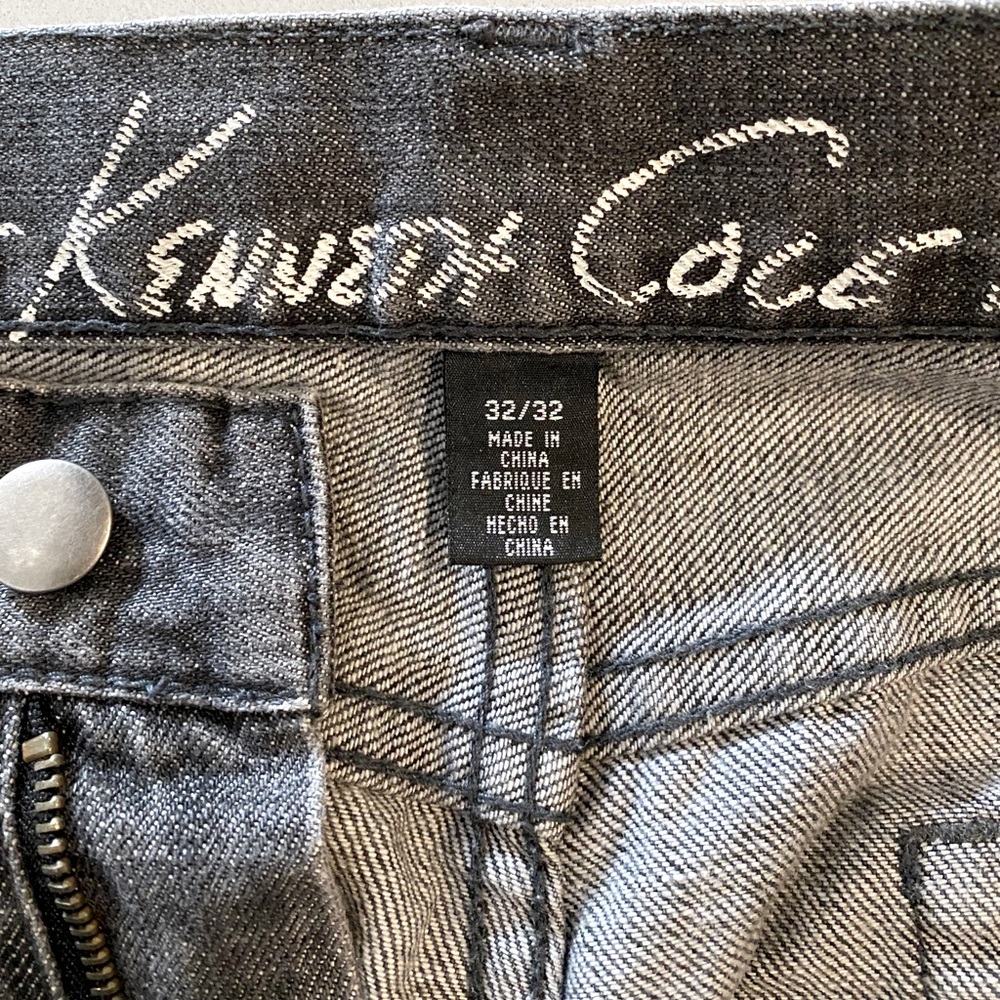 KENNETH COLE
32/32
MADE IN
CHINA
FABRIQUE EN
CHINE
HECHO EN
CHINA